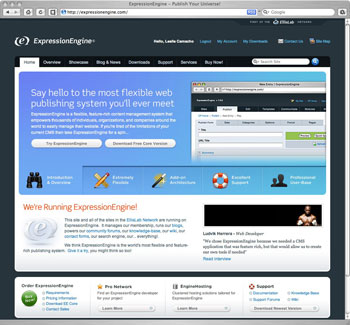 ExpressionEngine – Publish Your Universe!
http://expressionengine.com/
PART OF THE EllisLab NETWORK
ExpressionEngine
Hello, Leslie Camacho Logout My Account My Downloads Contact Us Site Map
Home Overview Showcase Blog & News Downloads Support Services Buy Now!
Say hello to the most flexible web
publishing system you'll ever meet
ExpressionEngine is a flexible, feature-rich content management system that
empowers thousands of individuals, organizations, and companies around the
world to easily manage their website. If you're tired of the limitations of your
current CMS then take ExpressionEngine for a spin...
Try ExpressionEngine Download Free Core Version
Introduction
& Overview
Extremely
Flexible
Add-on
Architecture
Excellent
Support
Professional
User Base
We're Running ExpressionEngine!
This site and all of the sites in the EllisLab Network are running on
ExpressionEngine. It manages our membership, runs our blogs,
powers our community forums, our knowledge base, our wiki, our
contact forms, our search engine, our... everything!
We think ExpressionEngine is the world's most flexible and feature-
rich publishing system. Give it a try, you might think so too!
Ludvik Herrera - Web Developer
"We chose ExpressionEngine because we needed a CMS
application that was feature rich, but that would allow us to create
our own tools if needed"
Read interview
Order ExpressionEngine
Buy Now!
Requirements
Pricing Information
Download EE Core
Contact Sales
Pro Network
Find an ExpressionEngine
developer for your project
Learn More
EngineHosting
Clustered hosting solutions tailored
for ExpressionEngine.
Learn More
Support
Documentation
Knowledge Base
Support Forums
Wiki
Download Newest Version